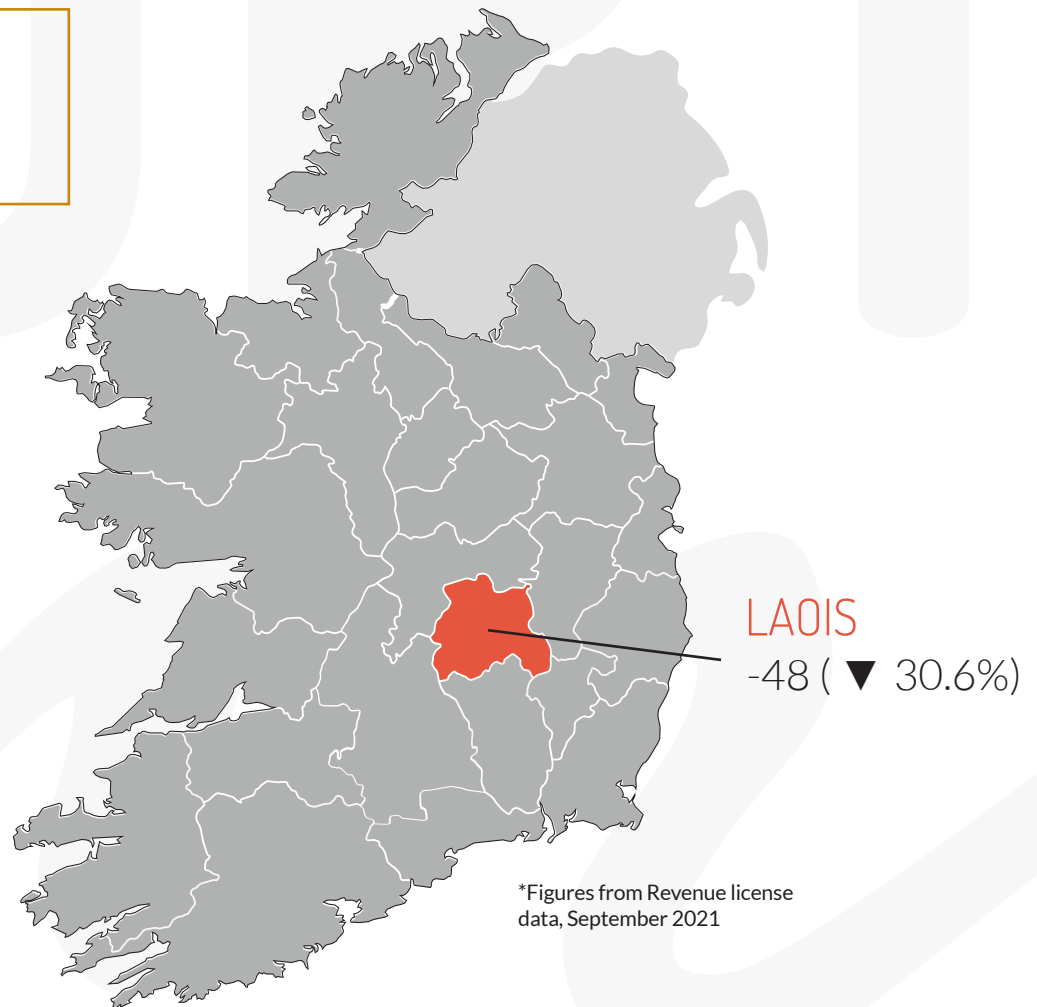 LAOIS
-48 ( ▼ 30.6%)
*Figures from Revenue license
data, September 2021